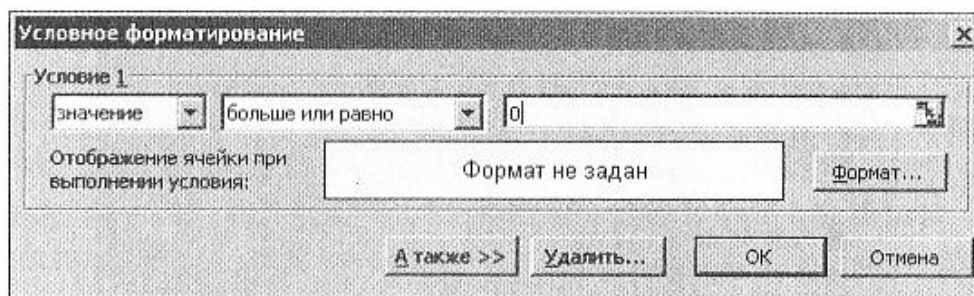 Условное форматирование
Условие 1
значение больше или равно 0
Отображение ячейки при
выполнении условия:
Формат не задан
Формат...
А также >> Удалить... ОК Отмена